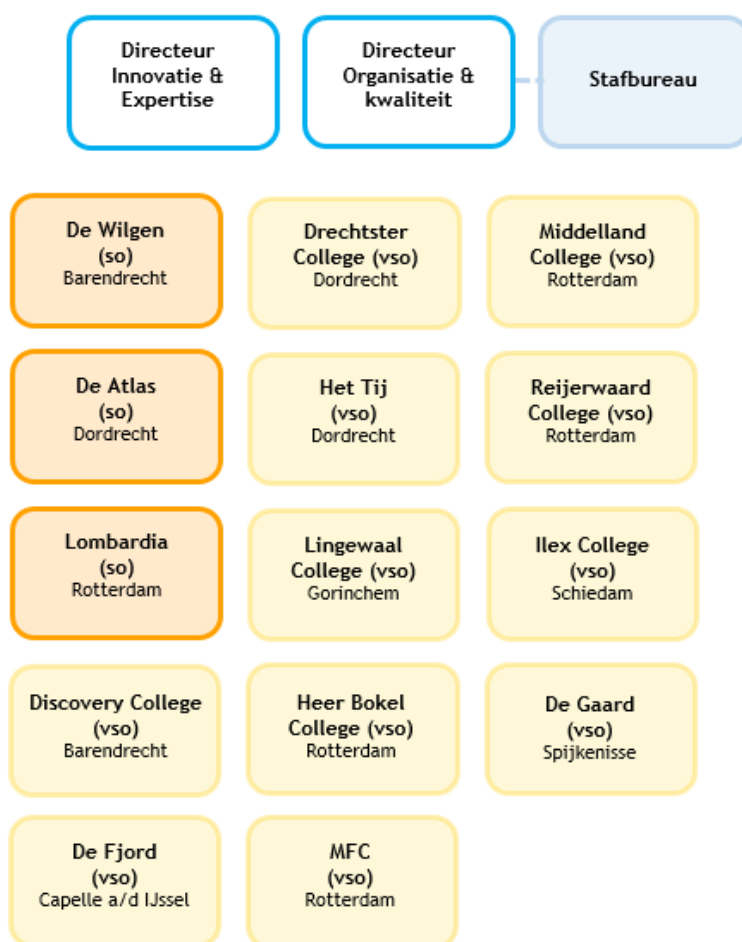 Directeur
Innovatie &
Expertise
Directeur
Organisatie &
kwaliteit
Stafbureau
De Wilgen
(so)
Barendrecht
Drechtster
College (vso)
Dordrecht
Middelland
College (vso)
Rotterdam
De Atlas
(so)
Dordrecht
Het Tij
(vso)
Dordrecht
Reijerwaard
College (vso)
Rotterdam
Lombardia
(so)
Rotterdam
Lingewaal
College (vso)
Gorinchem
Ilex College
(vso)
Schiedam
Discovery College
(vso)
Barendrecht
Heer Bokel
College (vso)
Rotterdam
De Gaard
(vso)
Spijkenisse
De Fjord
(vso)
Capelle a/d IJssel
MFC
(vso)
Rotterdam